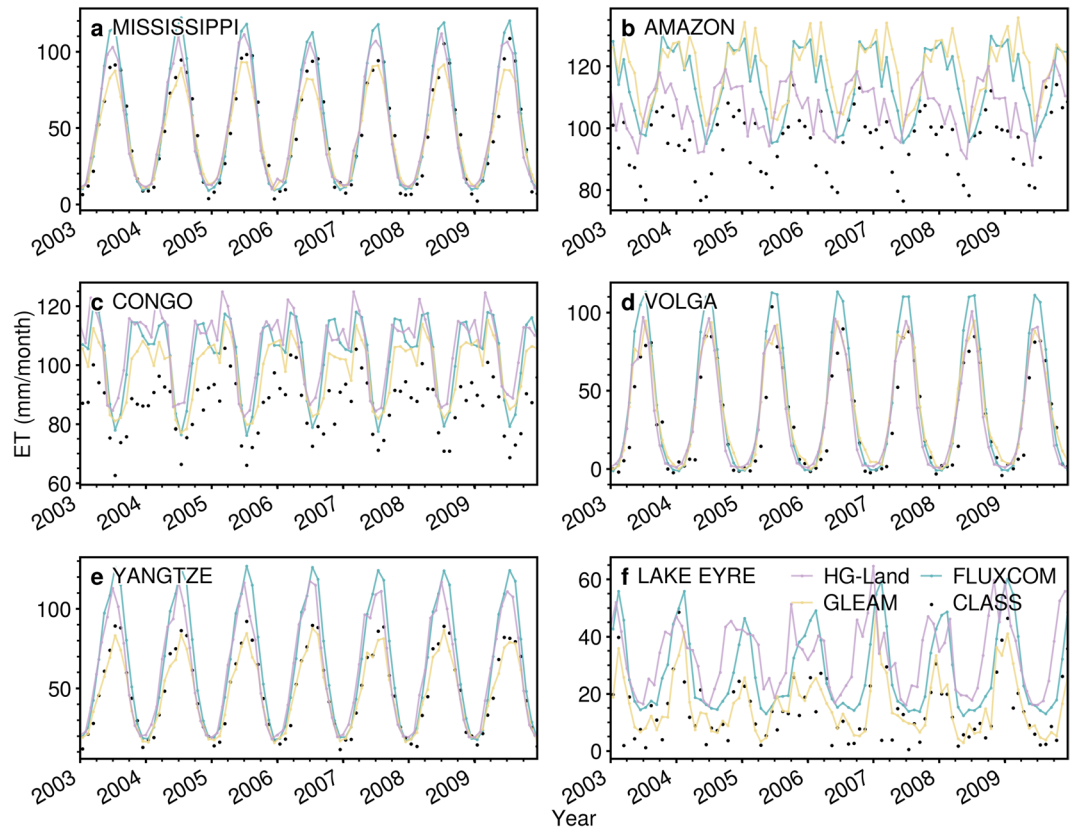 a MISSISSIPPI
100
50
0
2003 2004 2005 2006 2007 2008 2009
b AMAZON
120
100
80
2003 2004 2005 2006 2007 2008 2009
ET (mm/month)
c CONGO
120
100
80
60
2003 2004 2005 2006 2007 2008 2009
d VOLGA
100
50
0
2003 2004 2005 2006 2007 2008 2009
e YANGTZE
100
50
2003 2004 2005 2006 2007 2008 2009
f LAKE EYRE
HG-Land FLUXCOM
GLEAM CLASS
60
40
20
0
2003 2004 2005 2006 2007 2008 2009
Year